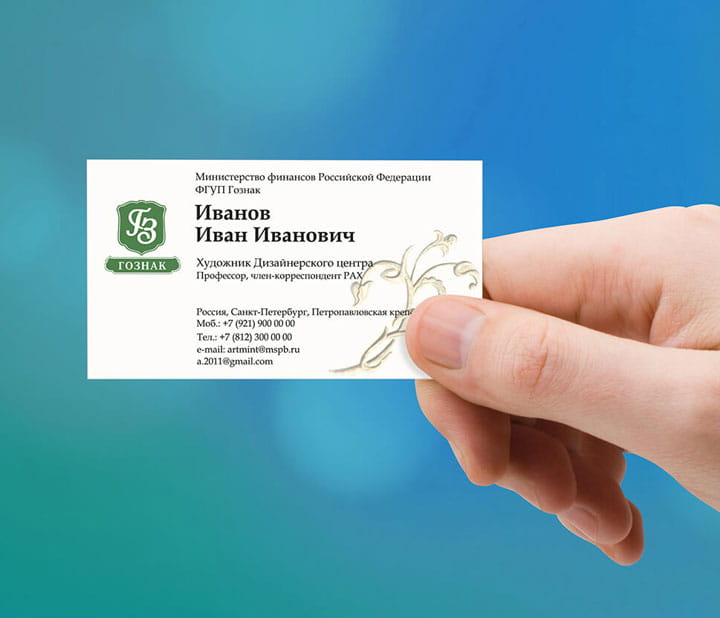 Министерство финансов Российской Федерации
ФГУП Гознак
ГЗ
ГОЗНАК
Иванов
Иван Иванович
Художник Дизайнерского центра
Профессор, член-корреспондент РАХ
Россия, Санкт-Петербург, Петропавловская
Моб.: +7 (921) 900 00 00
Тел.: +7 (812) 300 00 00
e-mail: artmint@mspb.ru
a.2011@gmail.com